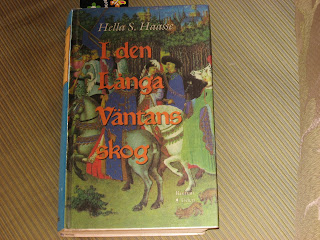 Hella S. Haasse
I den
Långa
Väntans
skog